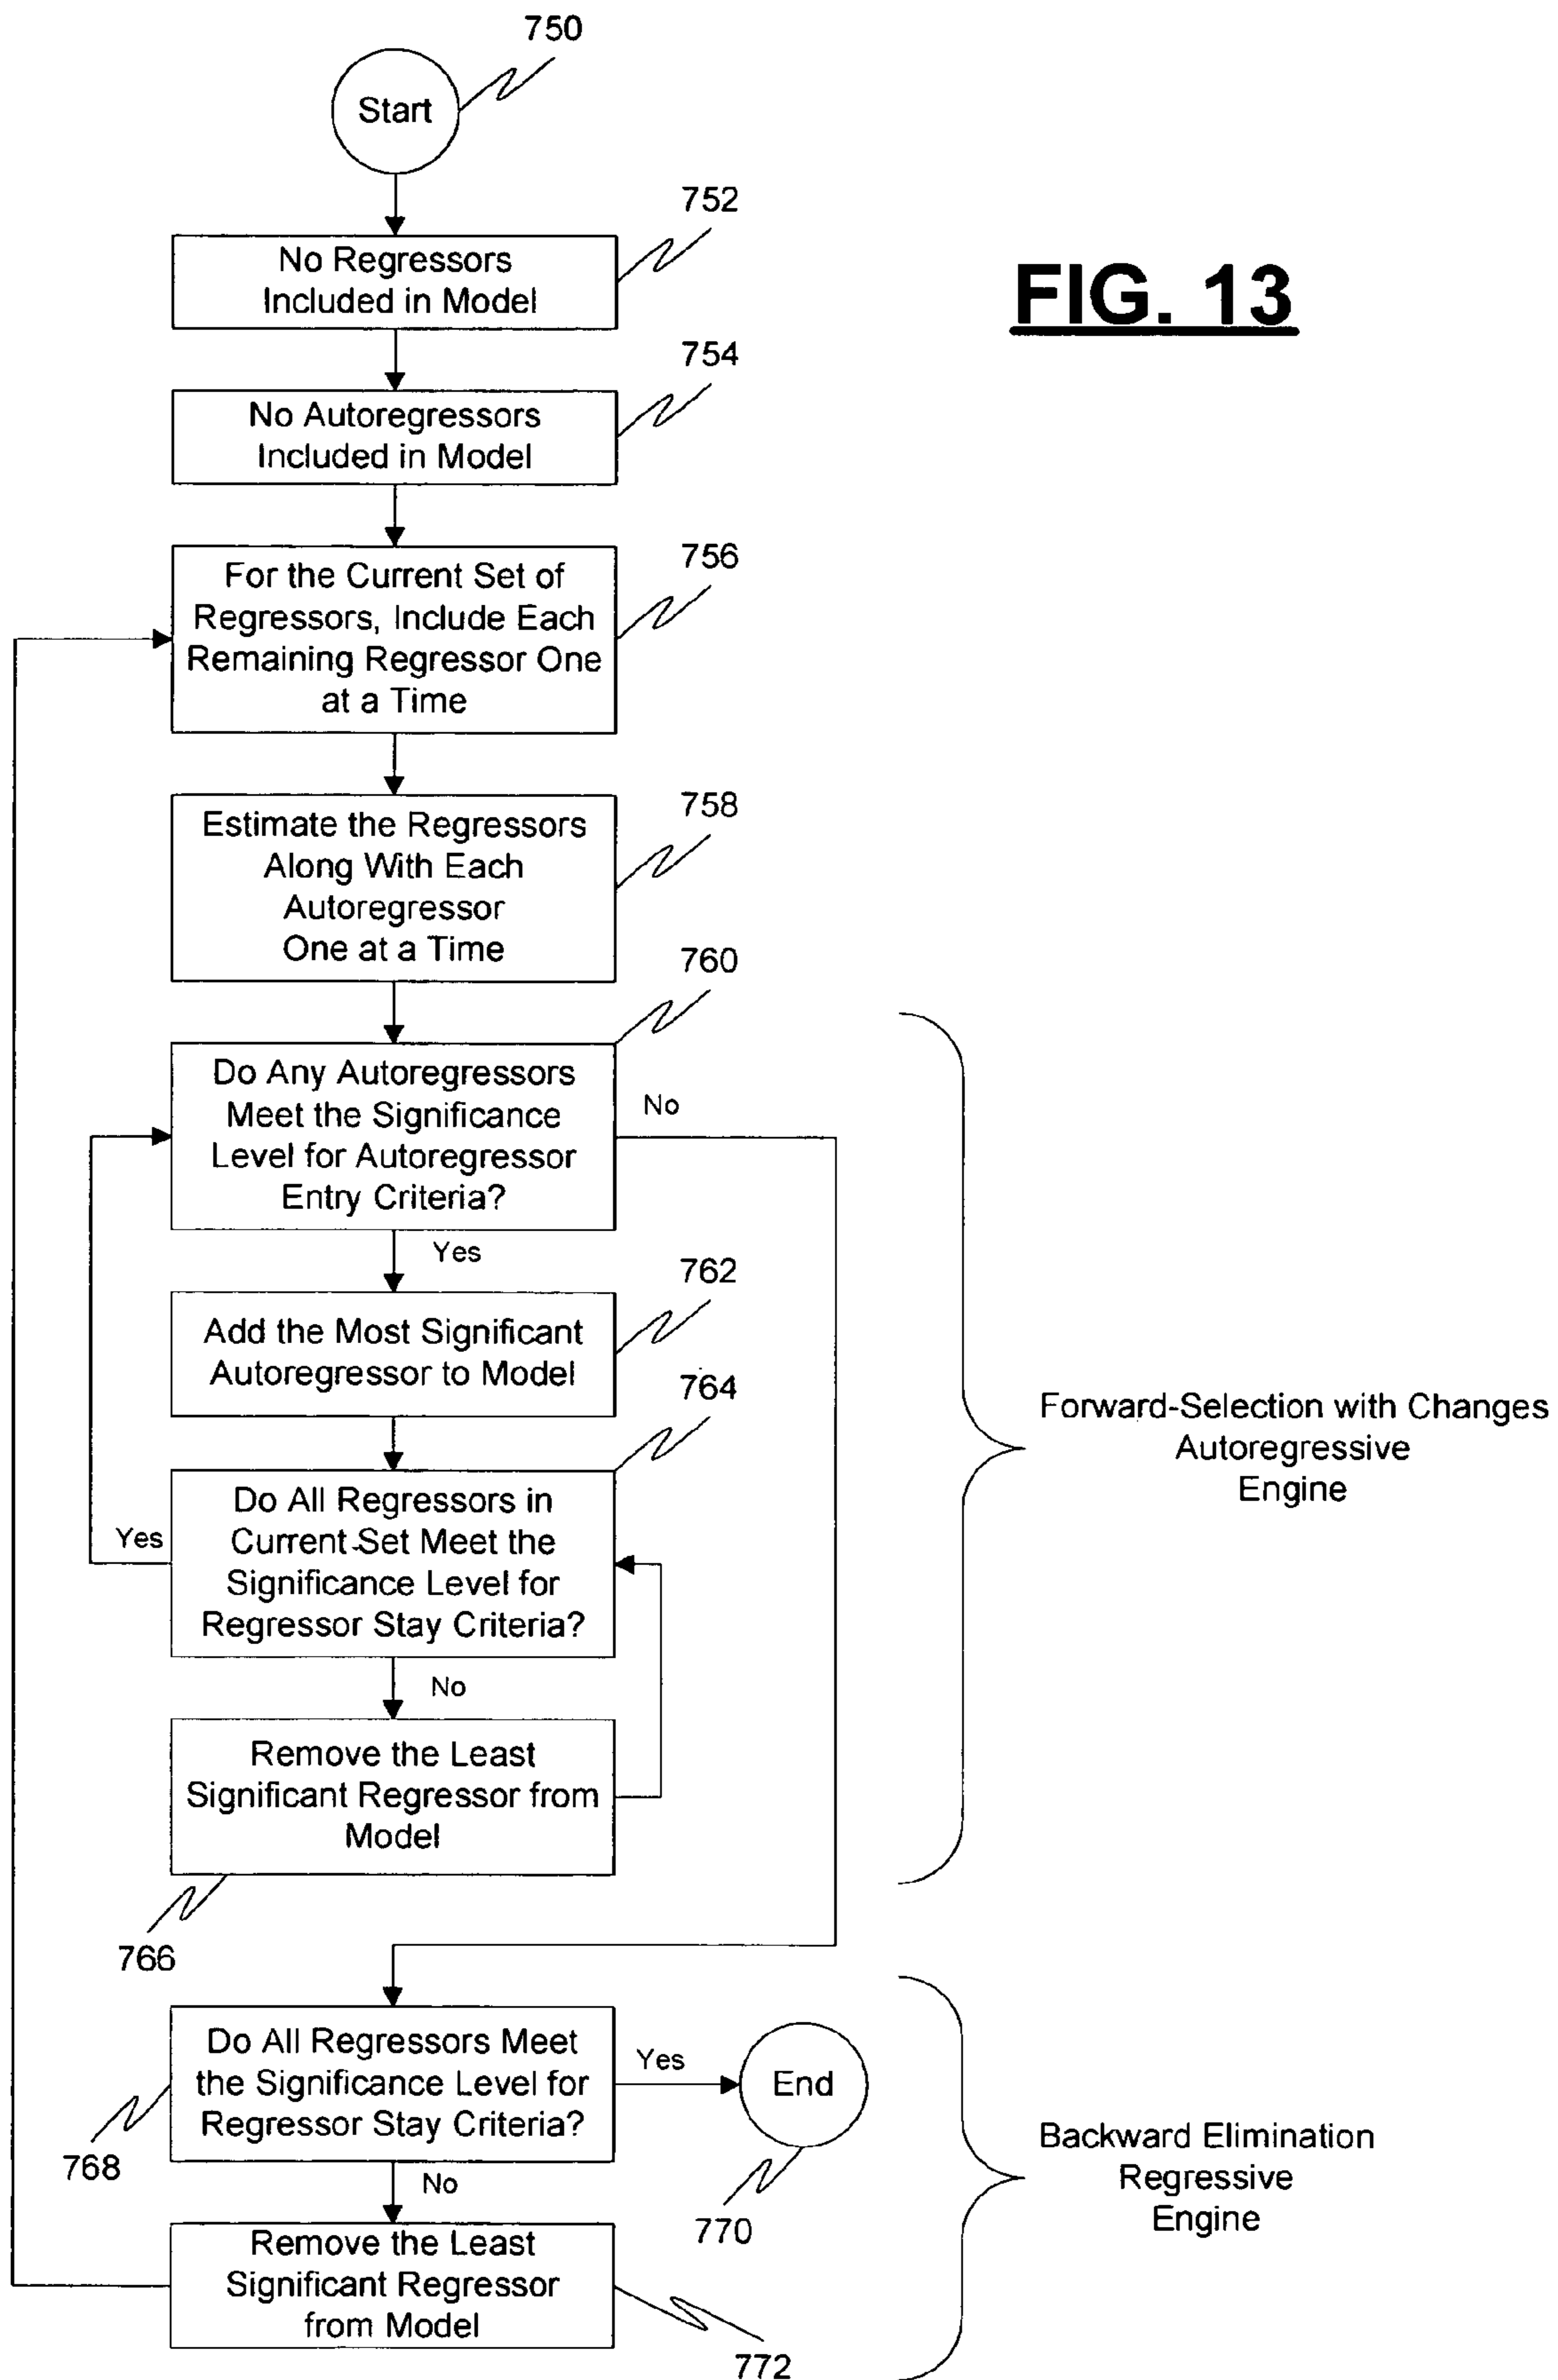 750
Start
752
No Regressors
Included in Model
FIG. 13
754
No Autoregressors
Included in Model
756
For the Current Set of
Regressors, Include Each
Remaining Regressor One
at a Time
758
Estimate the Regressors
Along With Each
Autoregressor
One at a Time
760
Do Any Autoregressors
Meet the Significance
Level for Autoregressor
Entry Criteria?
No
Yes
762
Add the Most Significant
Autoregressor to Model
764
Do All Regressors in
Current Set Meet the
Significance Level for
Regressor Stay Criteria?
Yes
No
Forward-Selection with Changes
Autoregressive
Engine
Remove the Least
Significant Regressor from
Model
766
Do All Regressors Meet
the Significance Level for
Regressor Stay Criteria?
Yes
End
768
No
770
Backward Elimination
Regressive
Engine
Remove the Least
Significant Regressor
from Model
772